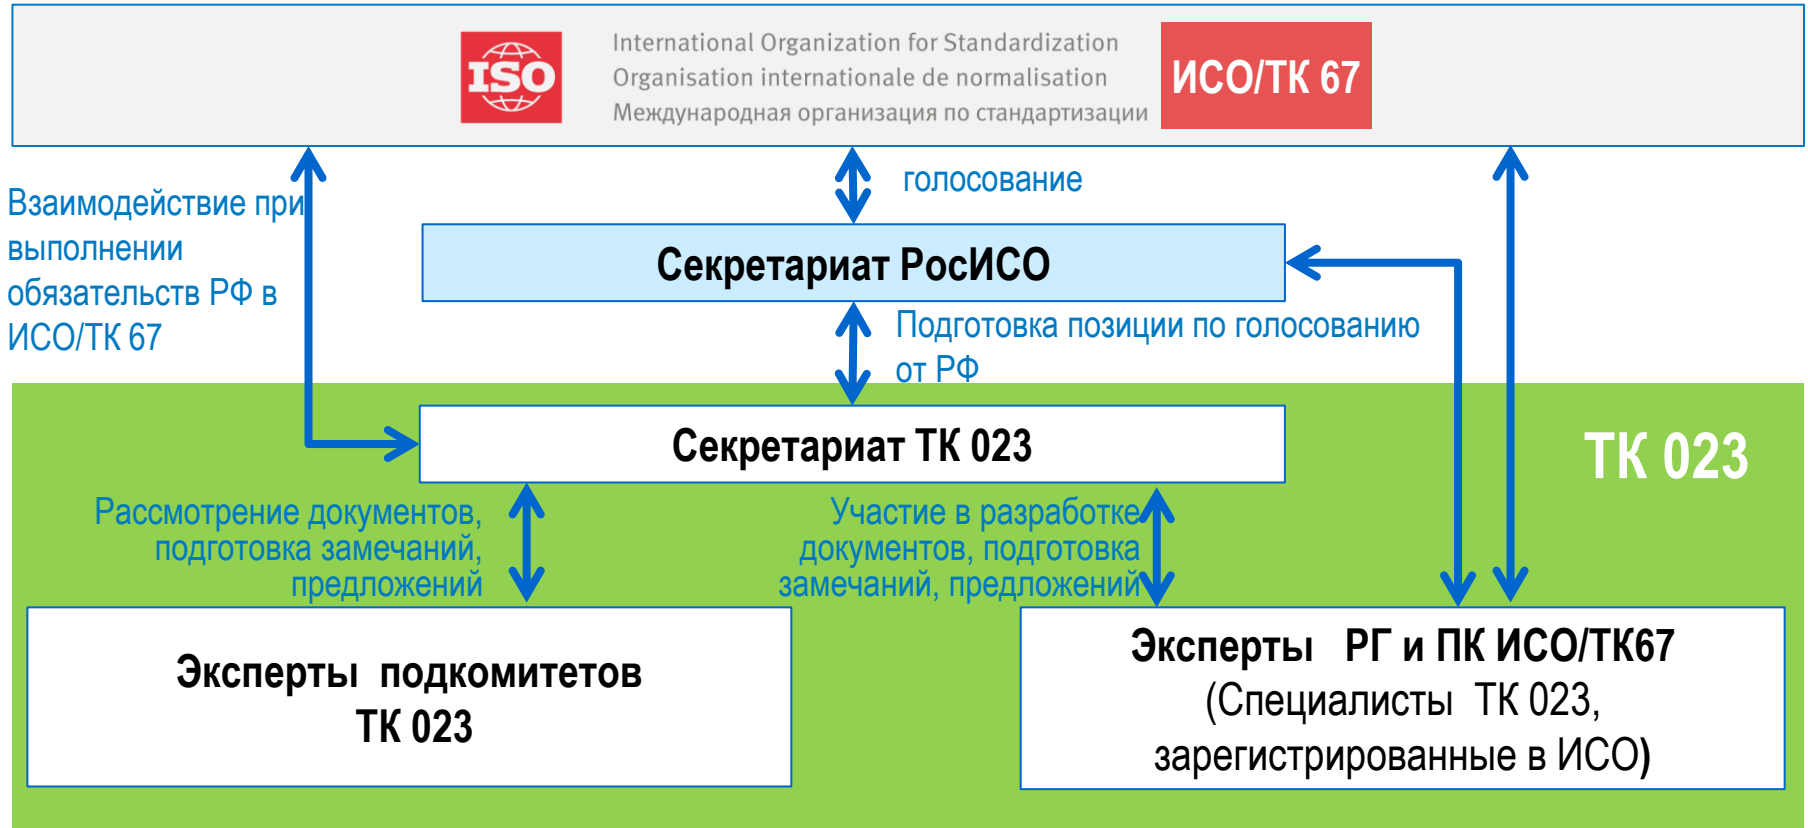 ISO
International Organization for Standardization
Organisation internationale de normalisation
Международная организация по стандартизации
ИСО/ТК 67
Взаимодействие при
выполнении
обязательств РФ в
ИСО/ТК 67
голосование
Секретариат РосИСО
Подготовка позиции по голосованию
от РФ
ТК 023
Секретариат ТК 023
Рассмотрение документов,
подготовка замечаний,
предложений
Участие в разработке
документов, подготовка
замечаний, предложений
Эксперты подкомитетов
ТК 023
Эксперты РГ и ПК ИСО/ТК67
(Специалисты ТК 023,
зарегистрированные в ИСО)